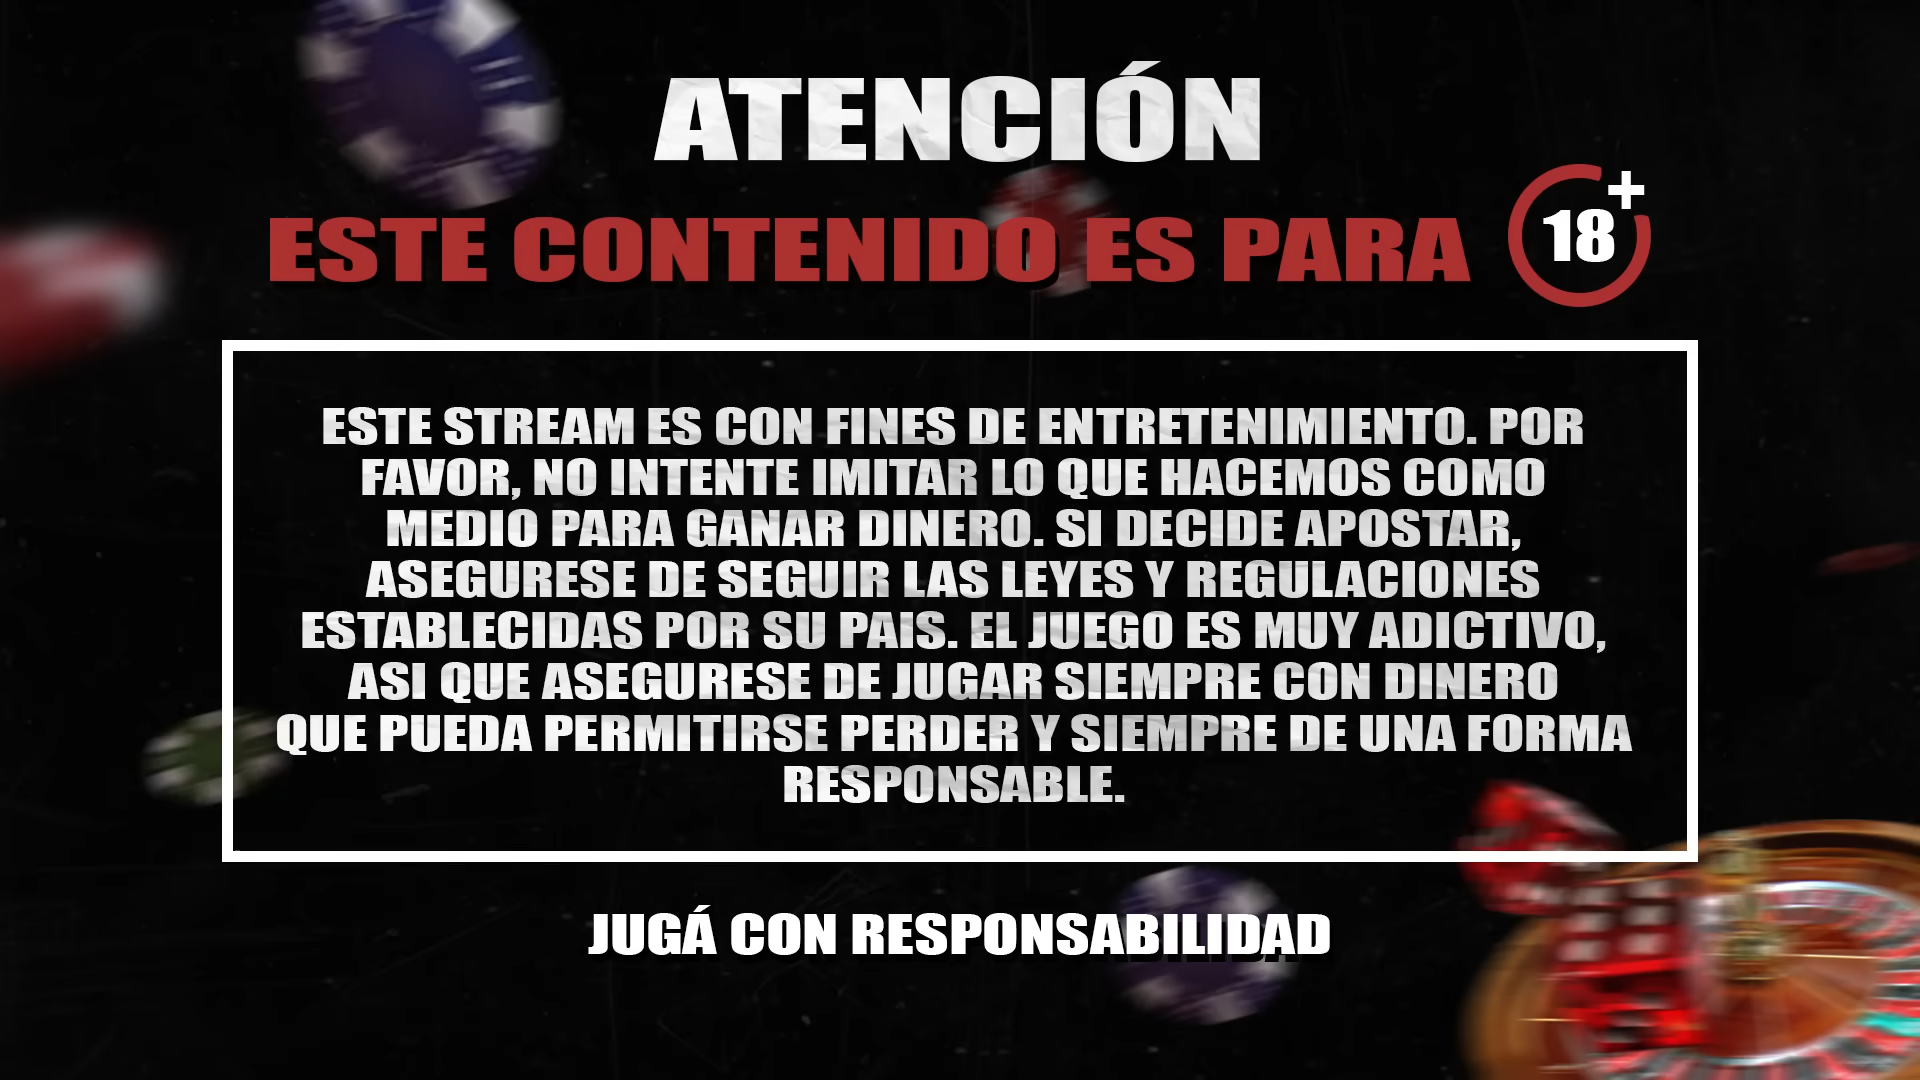 ATENCIÓN
ESTE CONTENIDO ES PARA 18+
ESTE STREAM ES CON FINES DE ENTRETENIMIENTO. POR
FAVOR, NO INTENTE IMITAR LO QUE HACEMOS COMO
MEDIO PARA GANAR DINERO. SI DECIDE APOSTAR,
ASEGURESE DE SEGUIR LAS LEYES Y REGULACIONES
ESTABLECIDAS POR SU PAIS. EL JUEGO ES MUY ADICTIVO,
ASI QUE ASEGURESE DE JUGAR SIEMPRE CON DINERO
QUE PUEDA PERMITIRSE PERDER Y SIEMPRE DE UNA FORMA
RESPONSABLE.
JUGÁ CON RESPONSABILIDAD